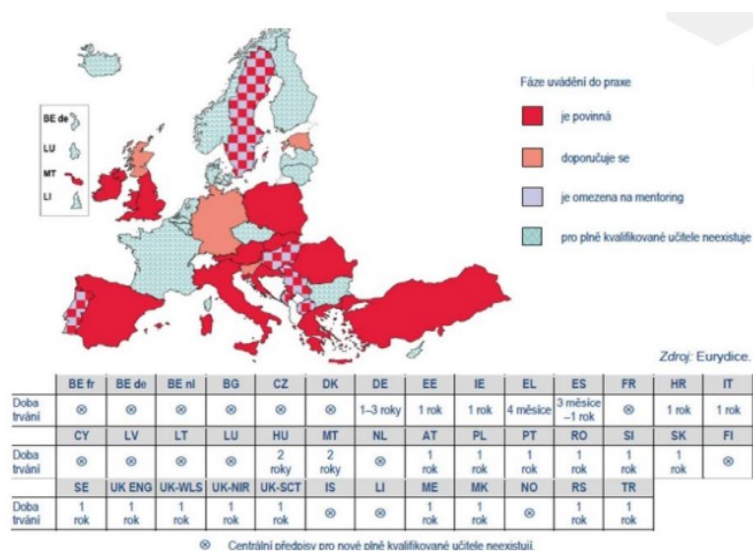 BE de
LU
MT
LI
Fáze uvádění do praxe
je povinná
doporučuje se
je omezena na mentoring
pro plně kvalifikované učitele neexistuje
Zdroj: Eurydice.
BE fr BE de BE nl BG CZ DK DE EE IE EL ES FR HR IT
Doba trvání ⊗ ⊗ ⊗ ⊗ ⊗ ⊗ 1–3 roky 1 rok 1 rok 4 měsíce 3 měsíce –1 rok ⊗ 1 rok 1 rok
CY LV LT LU HU MT NL AT PL PT RO SI SK FI
Doba trvání ⊗ ⊗ ⊗ ⊗ 2 roky 2 roky ⊗ 1 rok 1 rok 1 rok 1 rok 1 rok 1 rok ⊗
SE UK ENG UK-WLS UK-NIR UK-SCT IS LI ME MK NO RS TR
Doba trvání 1 rok 1 rok 1 rok 1 rok 1 rok ⊗ ⊗ 1 rok 1 rok ⊗ 1 rok 1 rok
⊗ Centrální předpisy pro nové plně kvalifikované učitele neexistují.